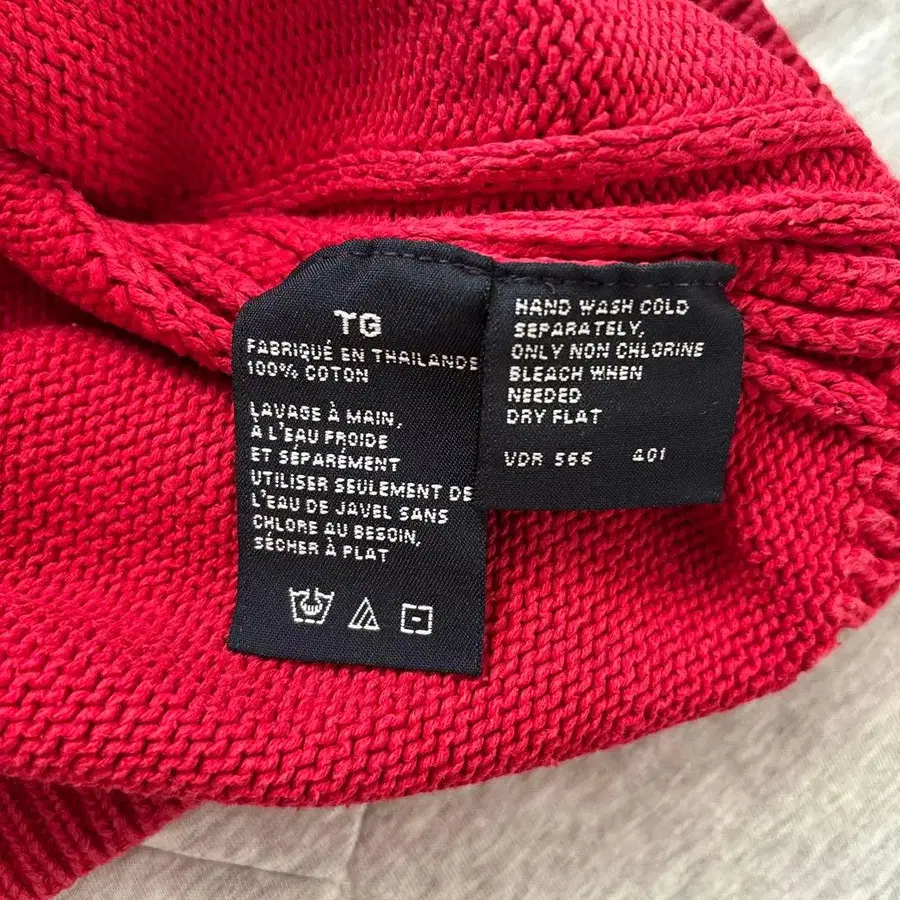 TG
FABRIQUÉ EN THAILANDE
100% COTON
LAVAGE À MAIN,
À L'EAU FROIDE
ET SÉPARÉMENT
UTILISER SEULEMENT DE
L'EAU DE JAVEL SANS
CHLORE AU BESOIN,
SÉCHER À PLAT
HAND WASH COLD
SEPARATELY,
ONLY NON CHLORINE
BLEACH WHEN
NEEDED
DRY FLAT
VDR 566 401